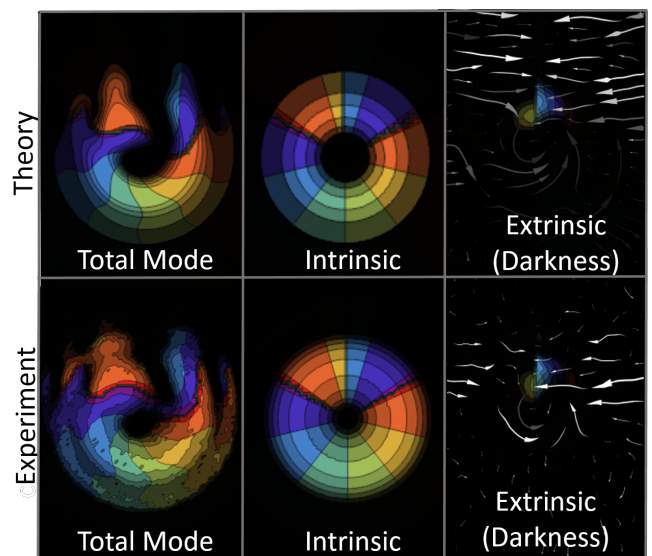 Theory
Total Mode
Intrinsic
Extrinsic
(Darkness)
©Experiment
Total Mode
Intrinsic
Extrinsic
(Darkness)